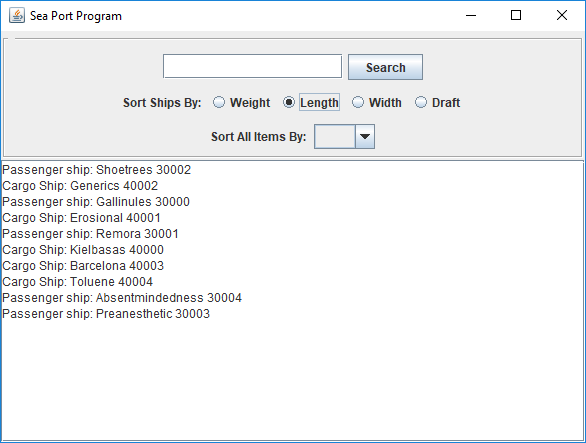 Sea Port Program
Search
Sort Ships By: Weight Length Width Draft
Sort All Items By:
Passenger ship: Shoetrees 30002
Cargo Ship: Generics 40002
Passenger ship: Gallinules 30000
Cargo Ship: Erosional 40001
Passenger ship: Remora 30001
Cargo Ship: Kielbasas 40000
Cargo Ship: Barcelona 40003
Cargo Ship: Toluene 40004
Passenger ship: Absentmindedness 30004
Passenger ship: Preanesthetic 30003